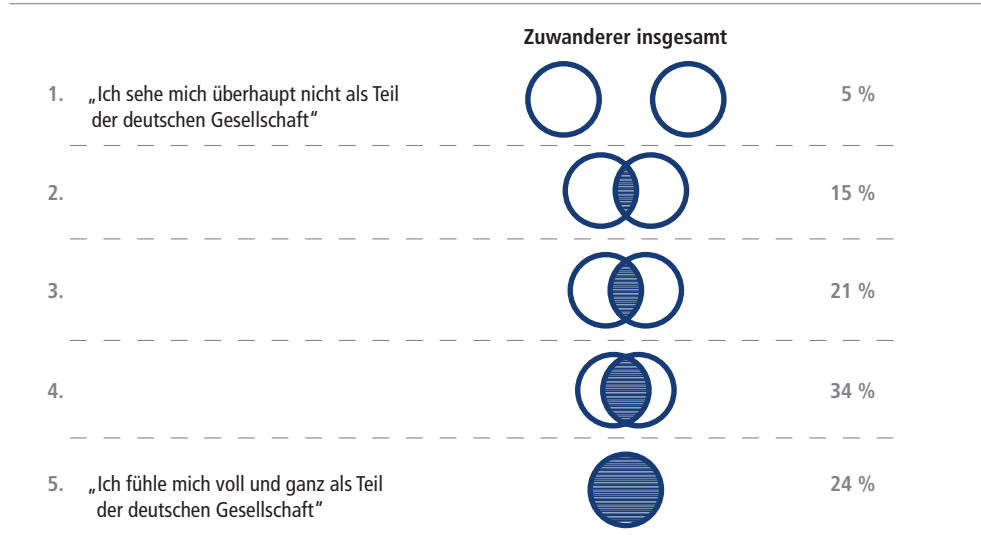 Zuwanderer insgesamt
1. „Ich sehe mich überhaupt nicht als Teil 5 %
der deutschen Gesellschaft“
2. 15 %
3. 21 %
4. 34 %
5. „Ich fühle mich voll und ganz als Teil 24 %
der deutschen Gesellschaft“